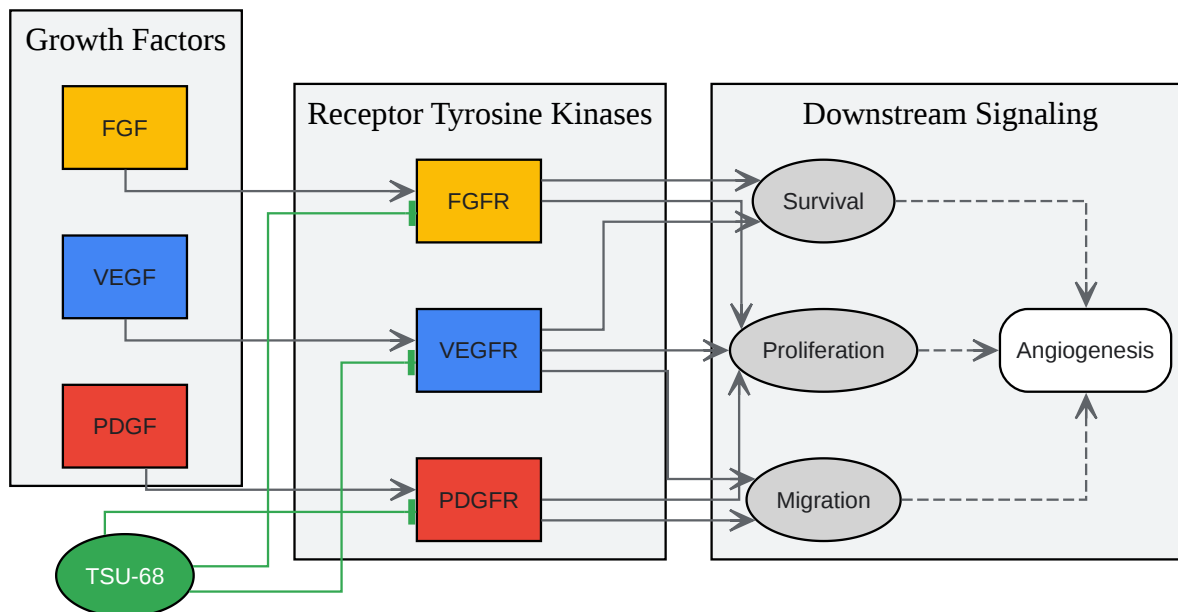 Growth Factors
FGF
VEGF
PDGF
TSU-68
Receptor Tyrosine Kinases
FGFR
VEGFR
PDGFR
Downstream Signaling
Survival
Proliferation
Migration
Angiogenesis